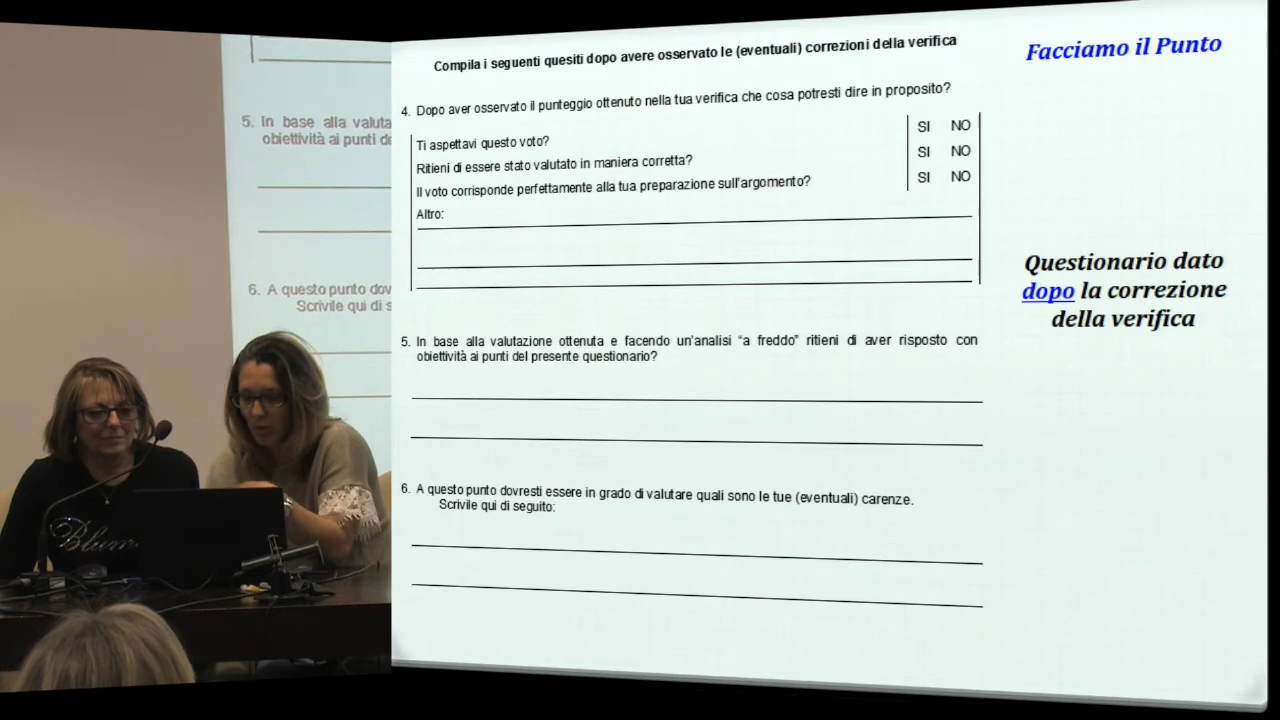 Compila i seguenti quesiti dopo avere osservato le (eventuali) correzioni della verifica
Facciamo il Punto
4. Dopo aver osservato il punteggio ottenuto nella tua verifica che cosa potresti dire in proposito?
Ti aspettavi questo voto? SI NO
Ritieni di essere stato valutato in maniera corretta? SI NO
Il voto corrisponde perfettamente alla tua preparazione sull'argomento? SI NO
Altro:
Questionario dato
dopo la correzione
della verifica
5. In base alla valutazione ottenuta e facendo un'analisi “a freddo” ritieni di aver risposto con
obiettività ai punti del presente questionario?
6. A questo punto dovresti essere in grado di valutare quali sono le tue (eventuali) carenze.
Scrivile qui di seguito:
5. In base alla valuta
obiettività ai punti de
6. A questo punto dov
Scrivile qui di s